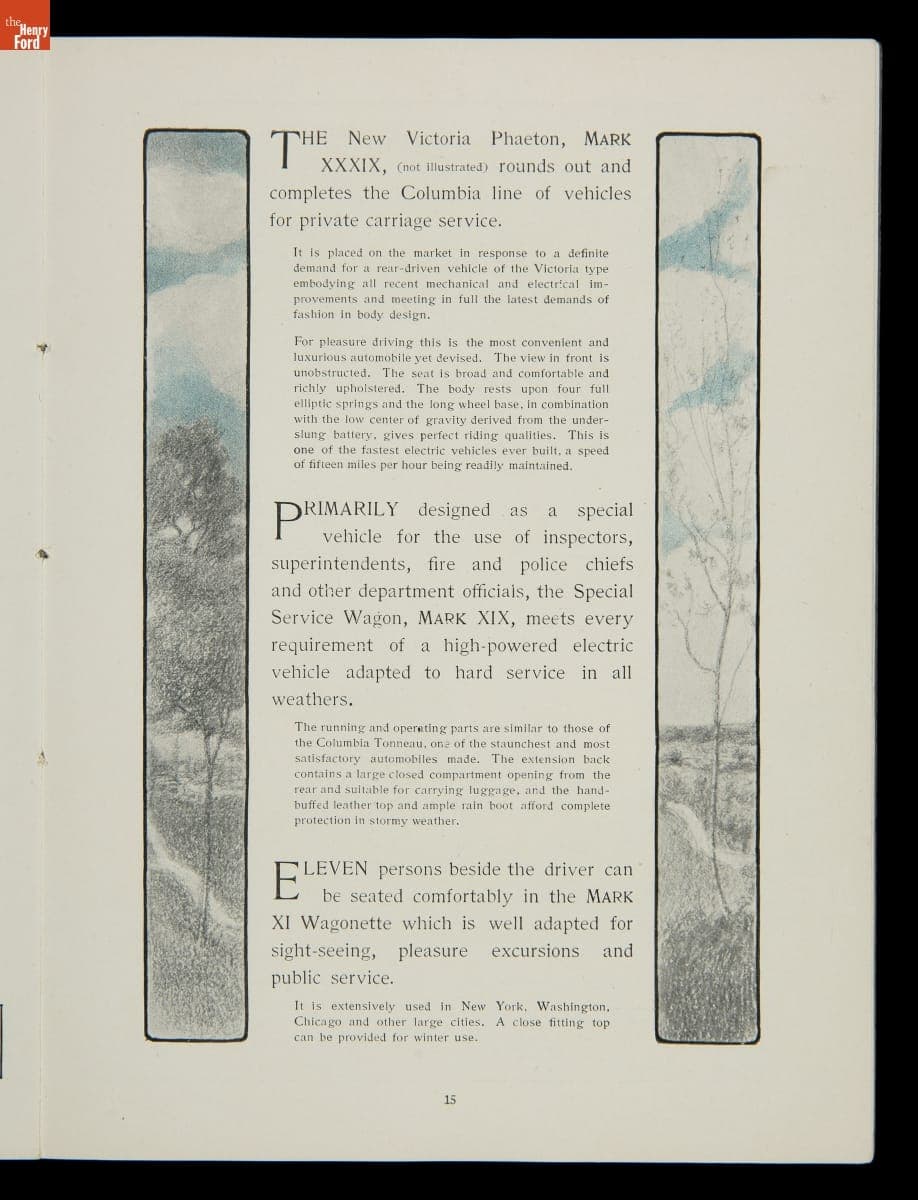 the
Henry
Ford
THE New Victoria Phaeton, MARK
XXXIX, (not illustrated) rounds out and
completes the Columbia line of vehicles
for private carriage service.
It is placed on the market in response to a definite
demand for a rear-driven vehicle of the Victoria type
embodying all recent mechanical and electrical im-
provements and meeting in full the latest demands of
fashion in body design.
For pleasure driving this is the most convenient and
luxurious automobile yet devised. The view in front is
unobstructed. The seat is broad and comfortable and
richly upholstered. The body rests upon four full
elliptic springs and the long wheel base, in combination
with the low center of gravity derived from the under-
slung battery, gives perfect riding qualities. This is
one of the fastest electric vehicles ever built, a speed
of fifteen miles per hour being readily maintained.
PRIMARILY designed as a special
vehicle for the use of inspectors,
superintendents, fire and police chiefs
and other department officials, the Special
Service Wagon, MARK XIX, meets every
requirement of a high-powered electric
vehicle adapted to hard service in all
weathers.
The running and operating parts are similar to those of
the Columbia Tonneau, one of the staunchest and most
satisfactory automobiles made. The extension back
contains a large closed compartment opening from the
rear and suitable for carrying luggage, and the hand-
buffed leather top and ample rain boot afford complete
protection in stormy weather.
ELEVEN persons beside the driver can
be seated comfortably in the MARK
XI Wagonette which is well adapted for
sight-seeing, pleasure excursions and
public service.
It is extensively used in New York, Washington,
Chicago and other large cities. A close fitting top
can be provided for winter use.
15